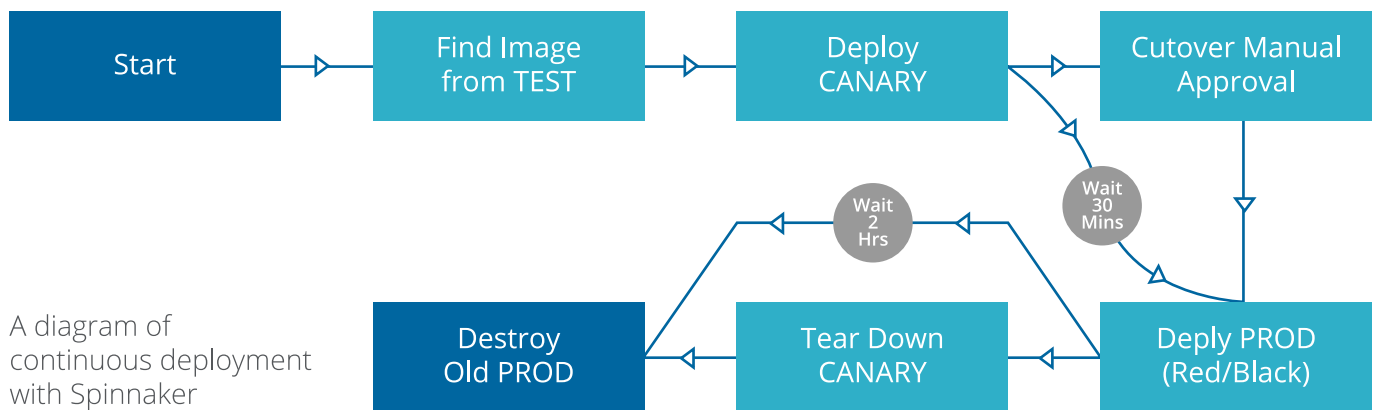 Start
Find Image
from TEST
Deploy
CANARY
Cutover Manual
Approval
Wait
30
Mins
Wait
2
Hrs
Deply PROD
(Red/Black)
Tear Down
CANARY
Destroy
Old PROD
A diagram of
continuous deployment
with Spinnaker